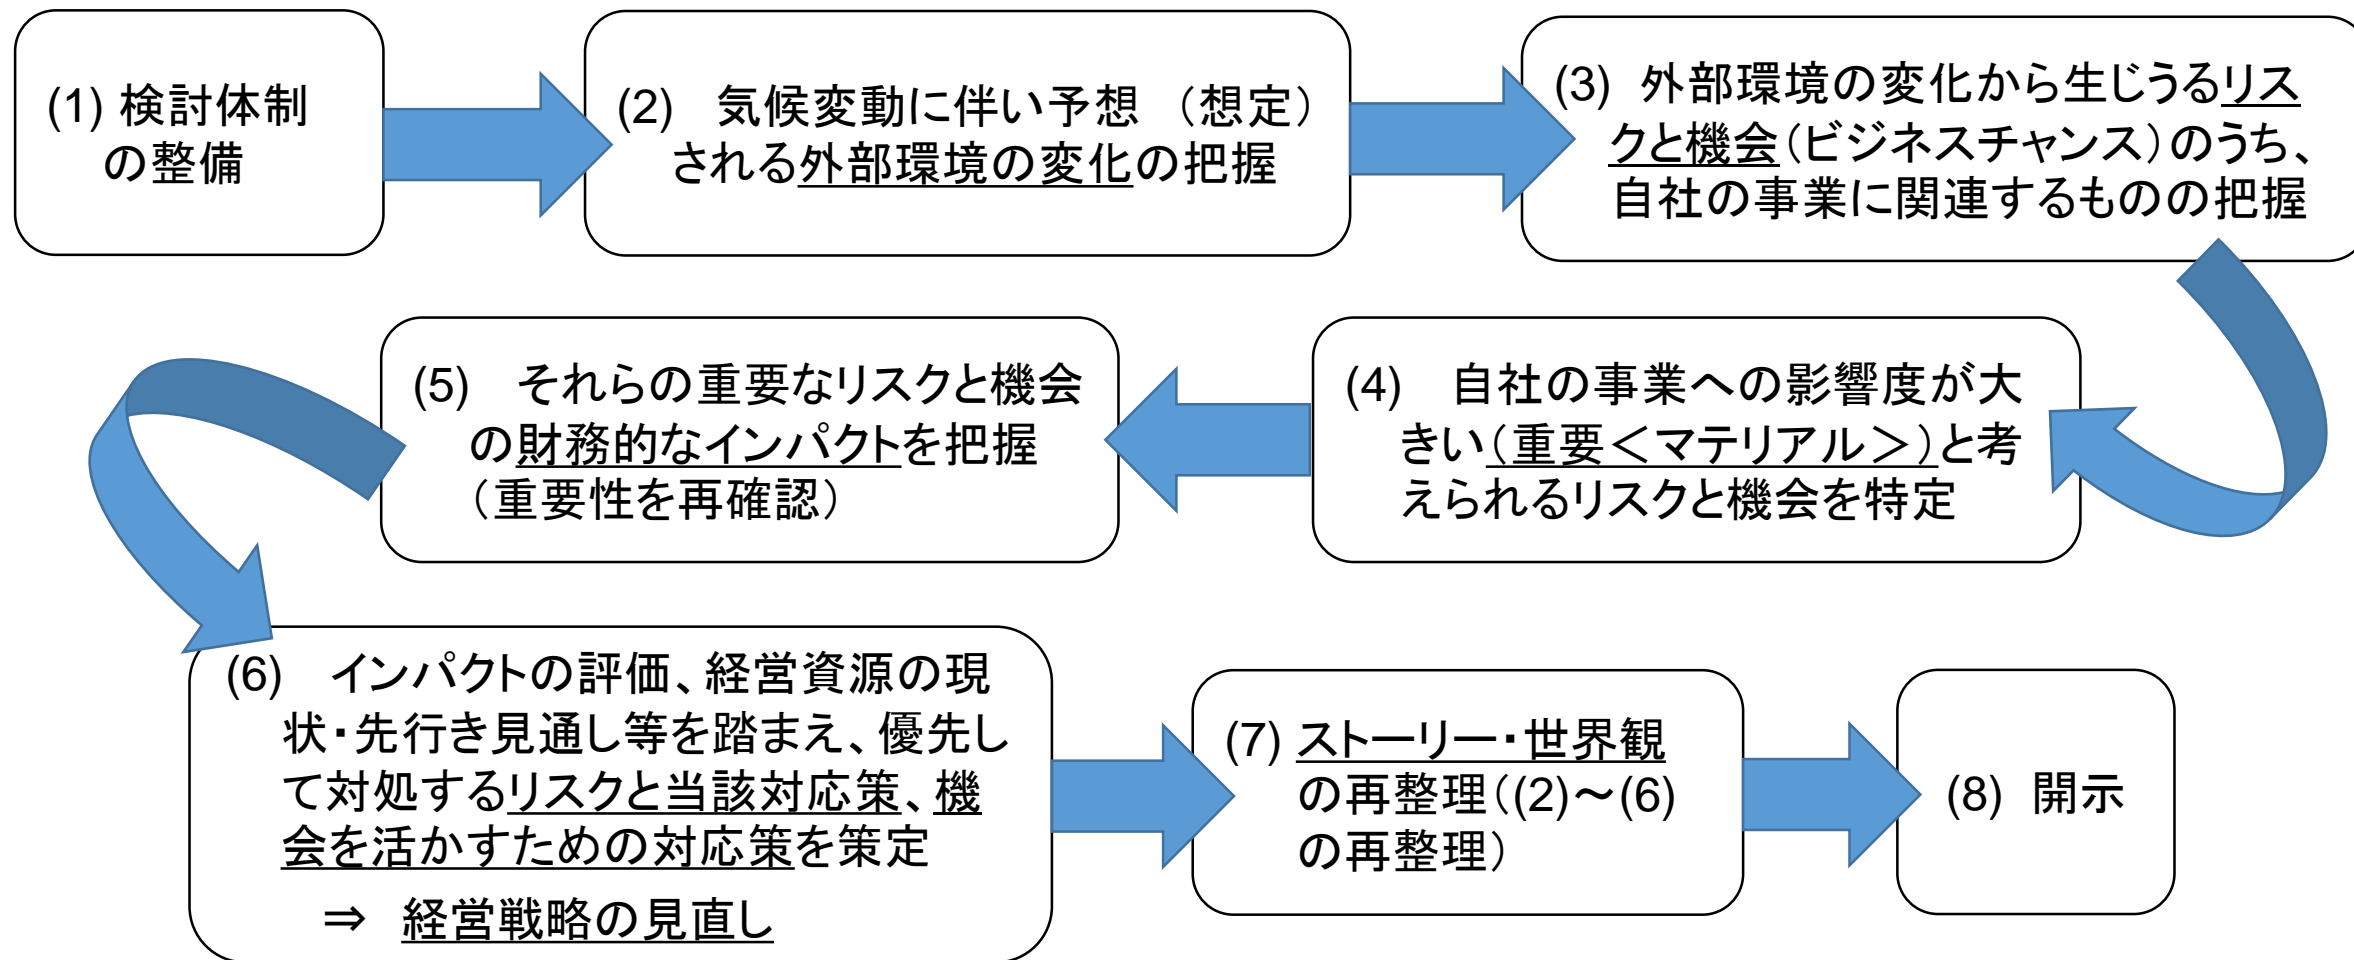 (1) 検討体制
の整備
(2)　気候変動に伴い予想　（想定）
される外部環境の変化の把握
(3)　外部環境の変化から生じうるリス
クと機会（ビジネスチャンス）のうち、
自社の事業に関連するものの把握
(4)　自社の事業への影響度が大
きい（重要＜マテリアル＞）と考
えられるリスクと機会を特定
(5)　それらの重要なリスクと機会
の財務的なインパクトを把握
（重要性を再確認）
(6)　インパクトの評価、経営資源の現
状・先行き見通し等を踏まえ、優先し
て対処するリスクと当該対応策、機
会を活かすための対応策を策定
⇒　経営戦略の見直し
(7) ストーリー・世界観
の再整理（(2)～(6)
の再整理）
(8)　開示